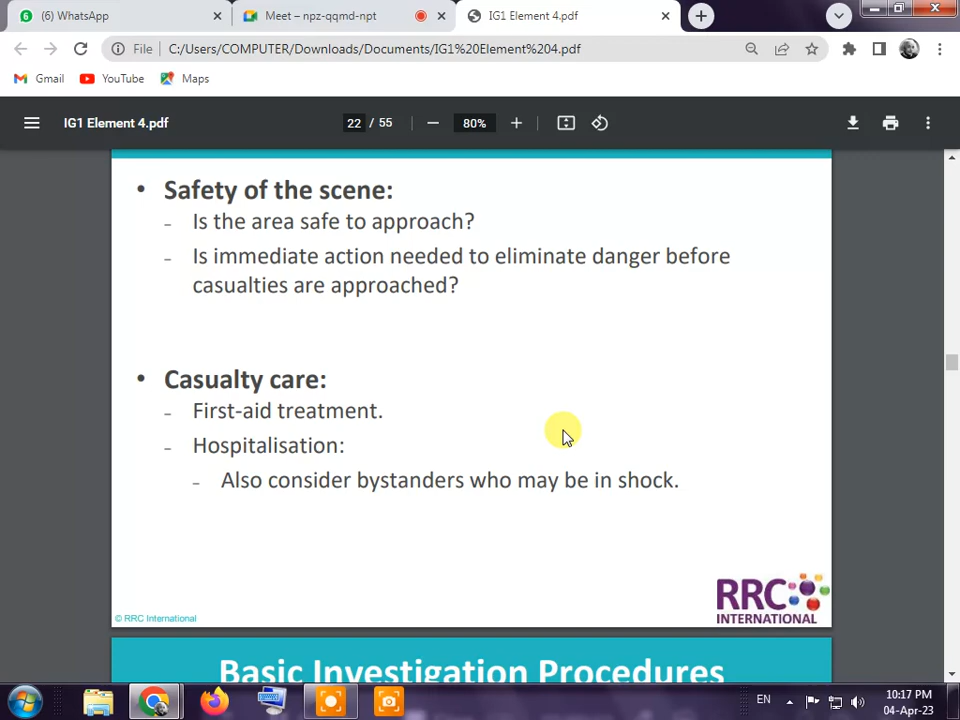 6 (6) WhatsApp
Meet – npz-qqmd-npt
IG1 Element 4.pdf
File C:/Users/COMPUTER/Downloads/Documents/IG1%20Element%204.pdf
Gmail YouTube Maps
IG1 Element 4.pdf 22 / 55 80%
• Safety of the scene:
- Is the area safe to approach?
- Is immediate action needed to eliminate danger before
casualties are approached?
• Casualty care:
- First-aid treatment.
- Hospitalisation:
- Also consider bystanders who may be in shock.
RRC
INTERNATIONAL
© RRC International
Basic Investigation Procedures
EN 10:17 PM
04-Apr-23